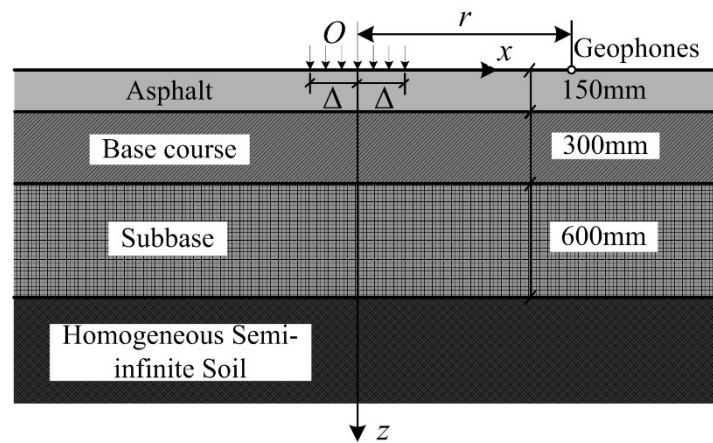 O
r
x
Geophones
Asphalt
Δ Δ
150mm
Base course
300mm
Subbase
600mm
Homogeneous Semi-
infinite Soil
z